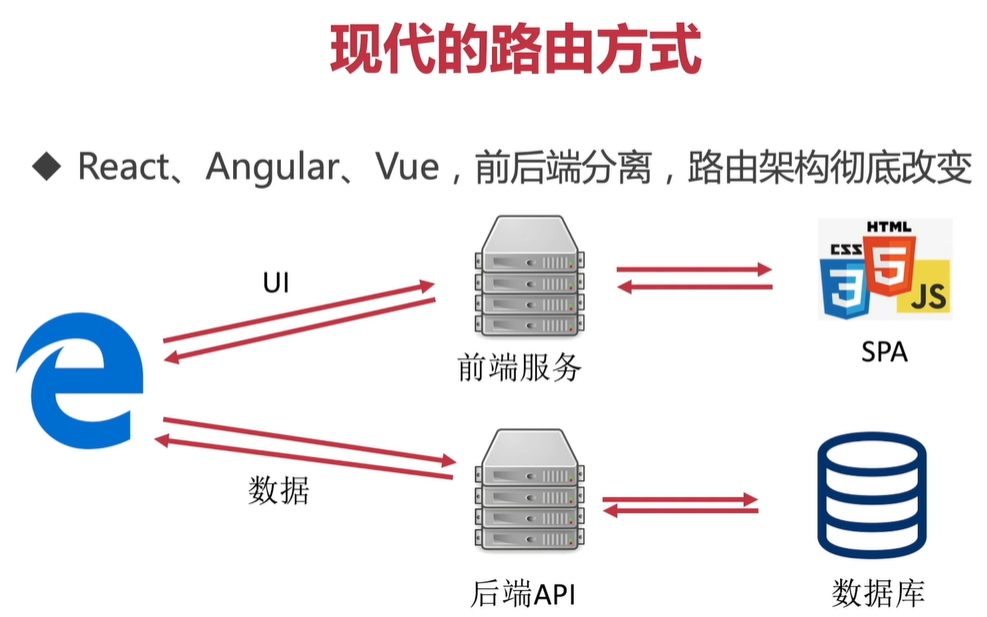 现代的路由方式
◆ React、Angular、Vue，前后端分离，路由架构彻底改变
UI
HTML
CSS
3
5
JS
前端服务
SPA
数据
后端API
数据库